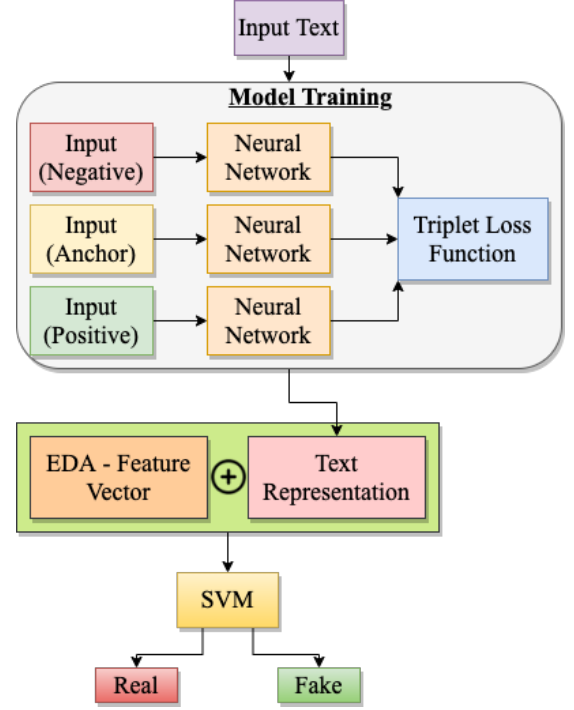 Input Text
Model Training
Input
(Negative)
Neural
Network
Input
(Anchor)
Neural
Network
Triplet Loss
Function
Input
(Positive)
Neural
Network
EDA - Feature
Vector
+
Text
Representation
SVM
Real
Fake